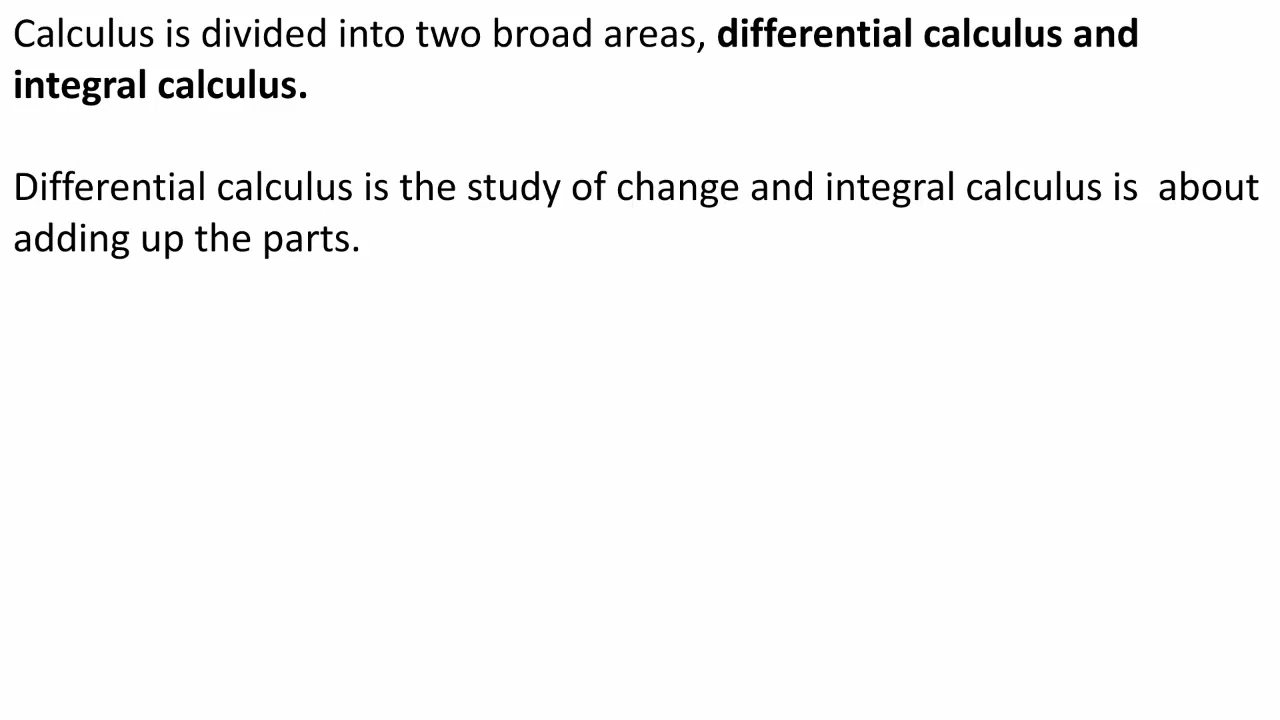 Calculus is divided into two broad areas, differential calculus and
integral calculus.
Differential calculus is the study of change and integral calculus is  about
adding up the parts.